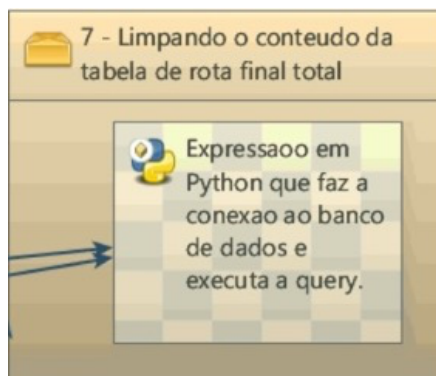 7 - Limpando o conteudo da
tabela de rota final total
Expressaoo em
Python que faz a
conexao ao banco
de dados e
executa a query.